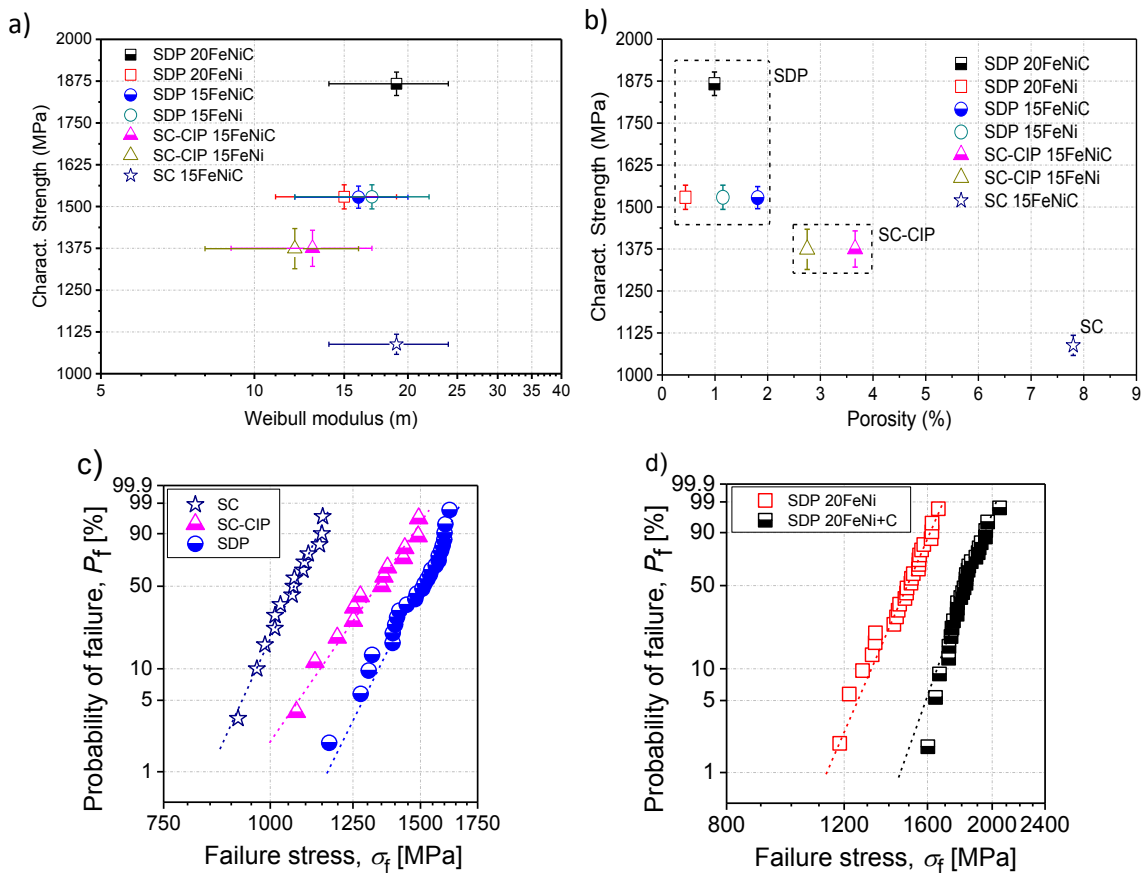 a)
2000
1875
1750
1625
1500
1375
1250
1125
1000
Charact. Strength (MPa)
SDP 20FeNiC
SDP 20FeNi
SDP 15FeNiC
SDP 15FeNi
SC-CIP 15FeNiC
SC-CIP 15FeNi
SC 15FeNiC
5 10 15 20 25 30 35 40
Weibull modulus (m)
b)
2000
1875
1750
1625
1500
1375
1250
1125
1000
Charact. Strength (MPa)
SDP
SC-CIP
SC
SDP 20FeNiC
SDP 20FeNi
SDP 15FeNiC
SDP 15FeNi
SC-CIP 15FeNiC
SC-CIP 15FeNi
SC 15FeNiC
0 1 2 3 4 5 6 7 8 9
Porosity (%)
c)
99.9
99
90
50
10
5
1
Probability of failure, Pf [%]
SC
SC-CIP
SDP
750 1000 1250 1500 1750
Failure stress, σf [MPa]
d)
99.9
99
90
50
10
5
1
Probability of failure, Pf [%]
SDP 20FeNi
SDP 20FeNi+C
800 1200 1600 2000 2400
Failure stress, σf [MPa]